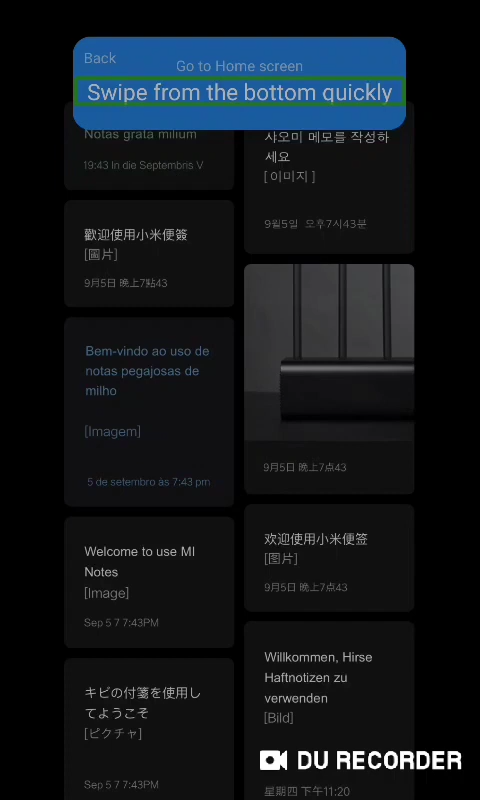 Back
Go to Home screen
Swipe from the bottom quickly
Notas grata milium
19:43 In die Septembris V
歡迎使用小米便簽
[圖片]
9月5日 晚上7點43
Bem-vindo ao uso de
notas pegajosas de
milho
[Imagem]
5 de setembro às 7:43 pm
Welcome to use MI
Notes
[Image]
Sep 5 7 7:43PM
キビの付箋を使用し
てようこそ
[ピクチャ]
Sep 5 7 7:43PM
샤오미 메모를 작성하
세요
[ 이미지 ]
9월5일 오후7시43분
9月5日 晚上7点43
欢迎使用小米便签
[图片]
9月5日 晚上7点43
Willkommen, Hirse
Haftnotizen zu
verwenden
[Bild]
星期四 下午11:20
DU RECORDER